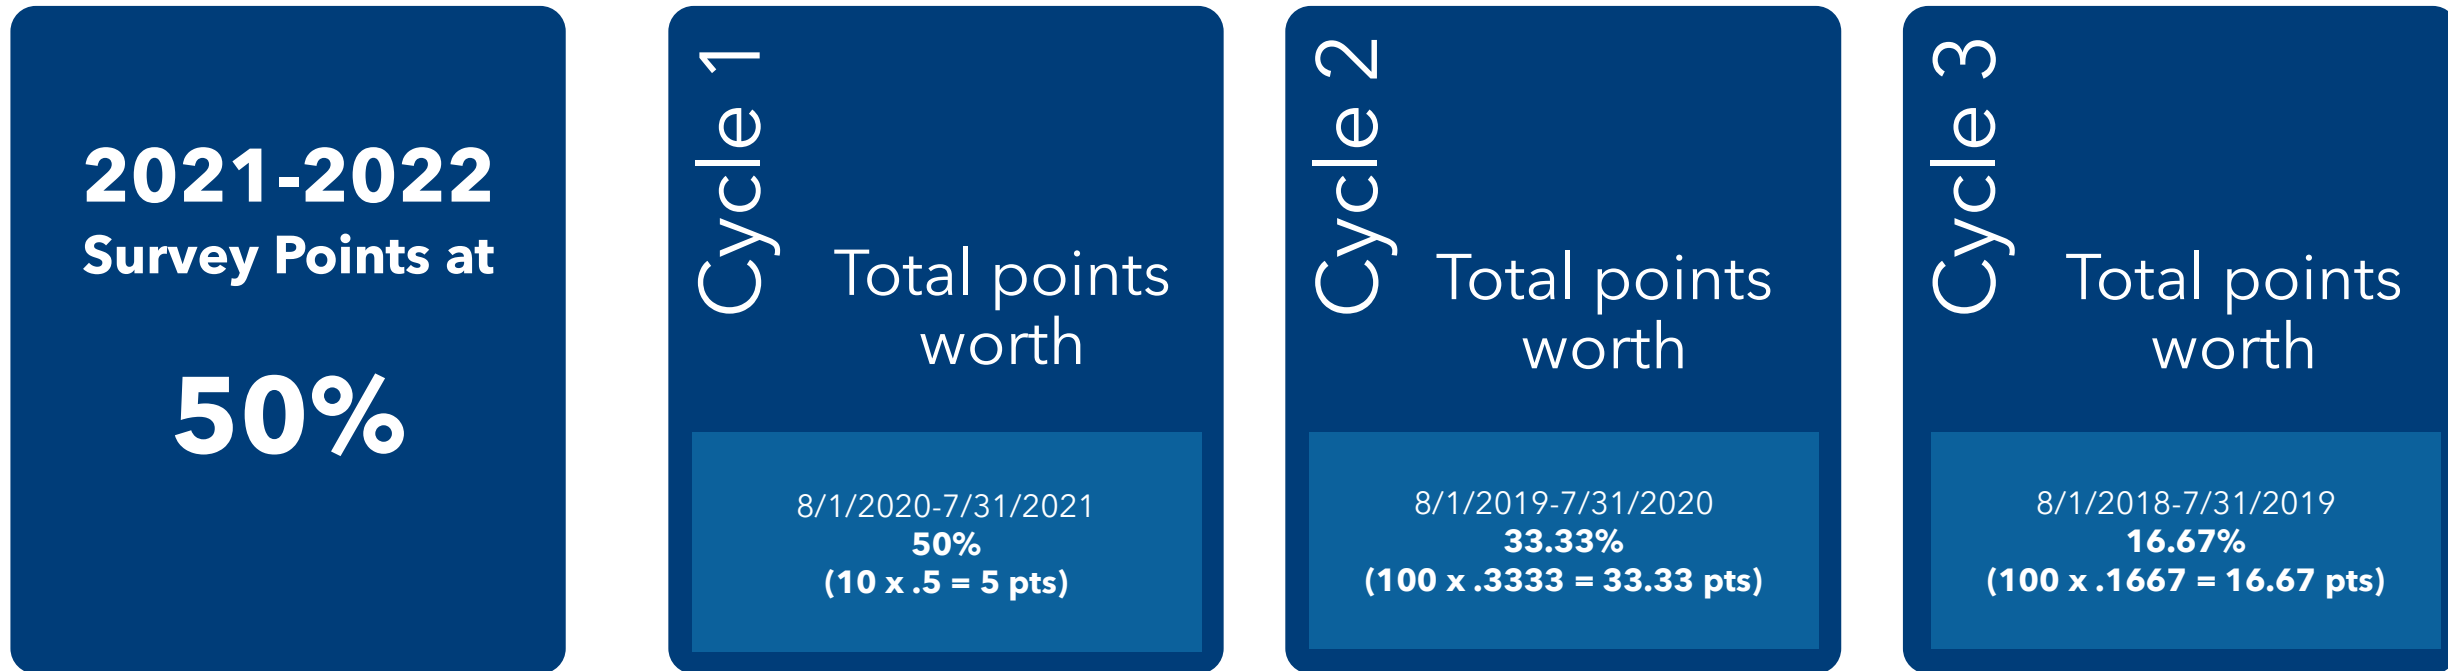 2021-2022
Survey Points at
50%
Cycle 1
Total points
worth
8/1/2020-7/31/2021
50%
(10 x .5 = 5 pts)
Cycle 2
Total points
worth
8/1/2019-7/31/2020
33.33%
(100 x .3333 = 33.33 pts)
Cycle 3
Total points
worth
8/1/2018-7/31/2019
16.67%
(100 x .1667 = 16.67 pts)